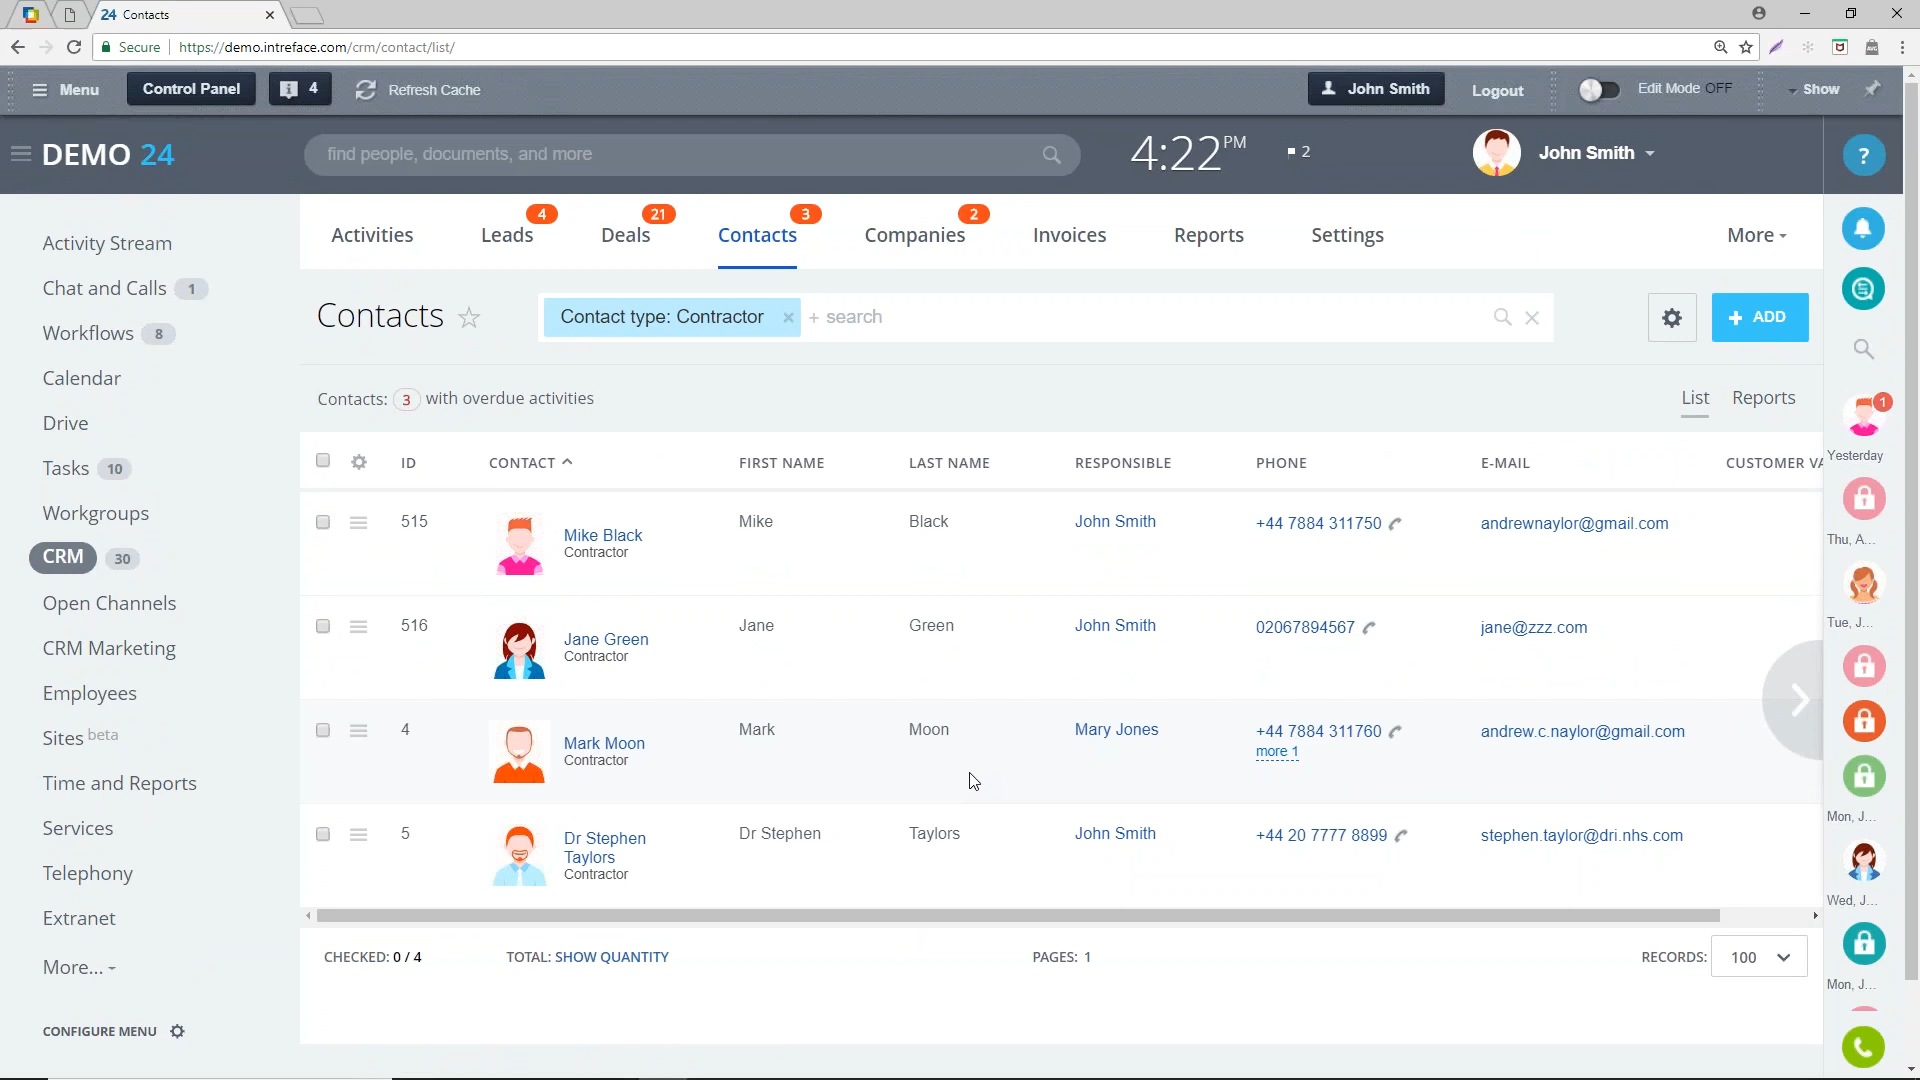 24 Contacts
Secure https://demo.intreface.com/crm/contact/list/
Menu Control Panel 4 Refresh Cache John Smith Logout Edit Mode OFF Show
DEMO 24 find people, documents, and more 4:22 PM 2 John Smith ?
Activity Stream
Chat and Calls 1
Workflows 8
Calendar
Drive
Tasks 10
Workgroups
CRM 30
Open Channels
CRM Marketing
Employees
Sites beta
Time and Reports
Services
Telephony
Extranet
More...
CONFIGURE MENU
Activities Leads 4 Deals 21 Contacts 3 Companies 2 Invoices Reports Settings More
Contacts Contact type: Contractor × + search + ADD
Contacts: 3 with overdue activities List Reports
ID CONTACT FIRST NAME LAST NAME RESPONSIBLE PHONE E-MAIL CUSTOMER VA
515 Mike Black Mike Black John Smith +44 7884 311750 andrewnaylor@gmail.com
Contractor
516 Jane Green Jane Green John Smith 02067894567 jane@zzz.com
Contractor
4 Mark Moon Mark Moon Mary Jones +44 7884 311760 andrew.c.naylor@gmail.com
Contractor more 1
5 Dr Stephen Taylors Dr Stephen Taylors John Smith +44 20 7777 8899 stephen.taylor@dri.nhs.com
Contractor
CHECKED: 0 / 4 TOTAL: SHOW QUANTITY PAGES: 1 RECORDS: 100
1
Yesterday
Thu, A...
Tue, J...
Mon, J...
Wed, J...
Mon, J...